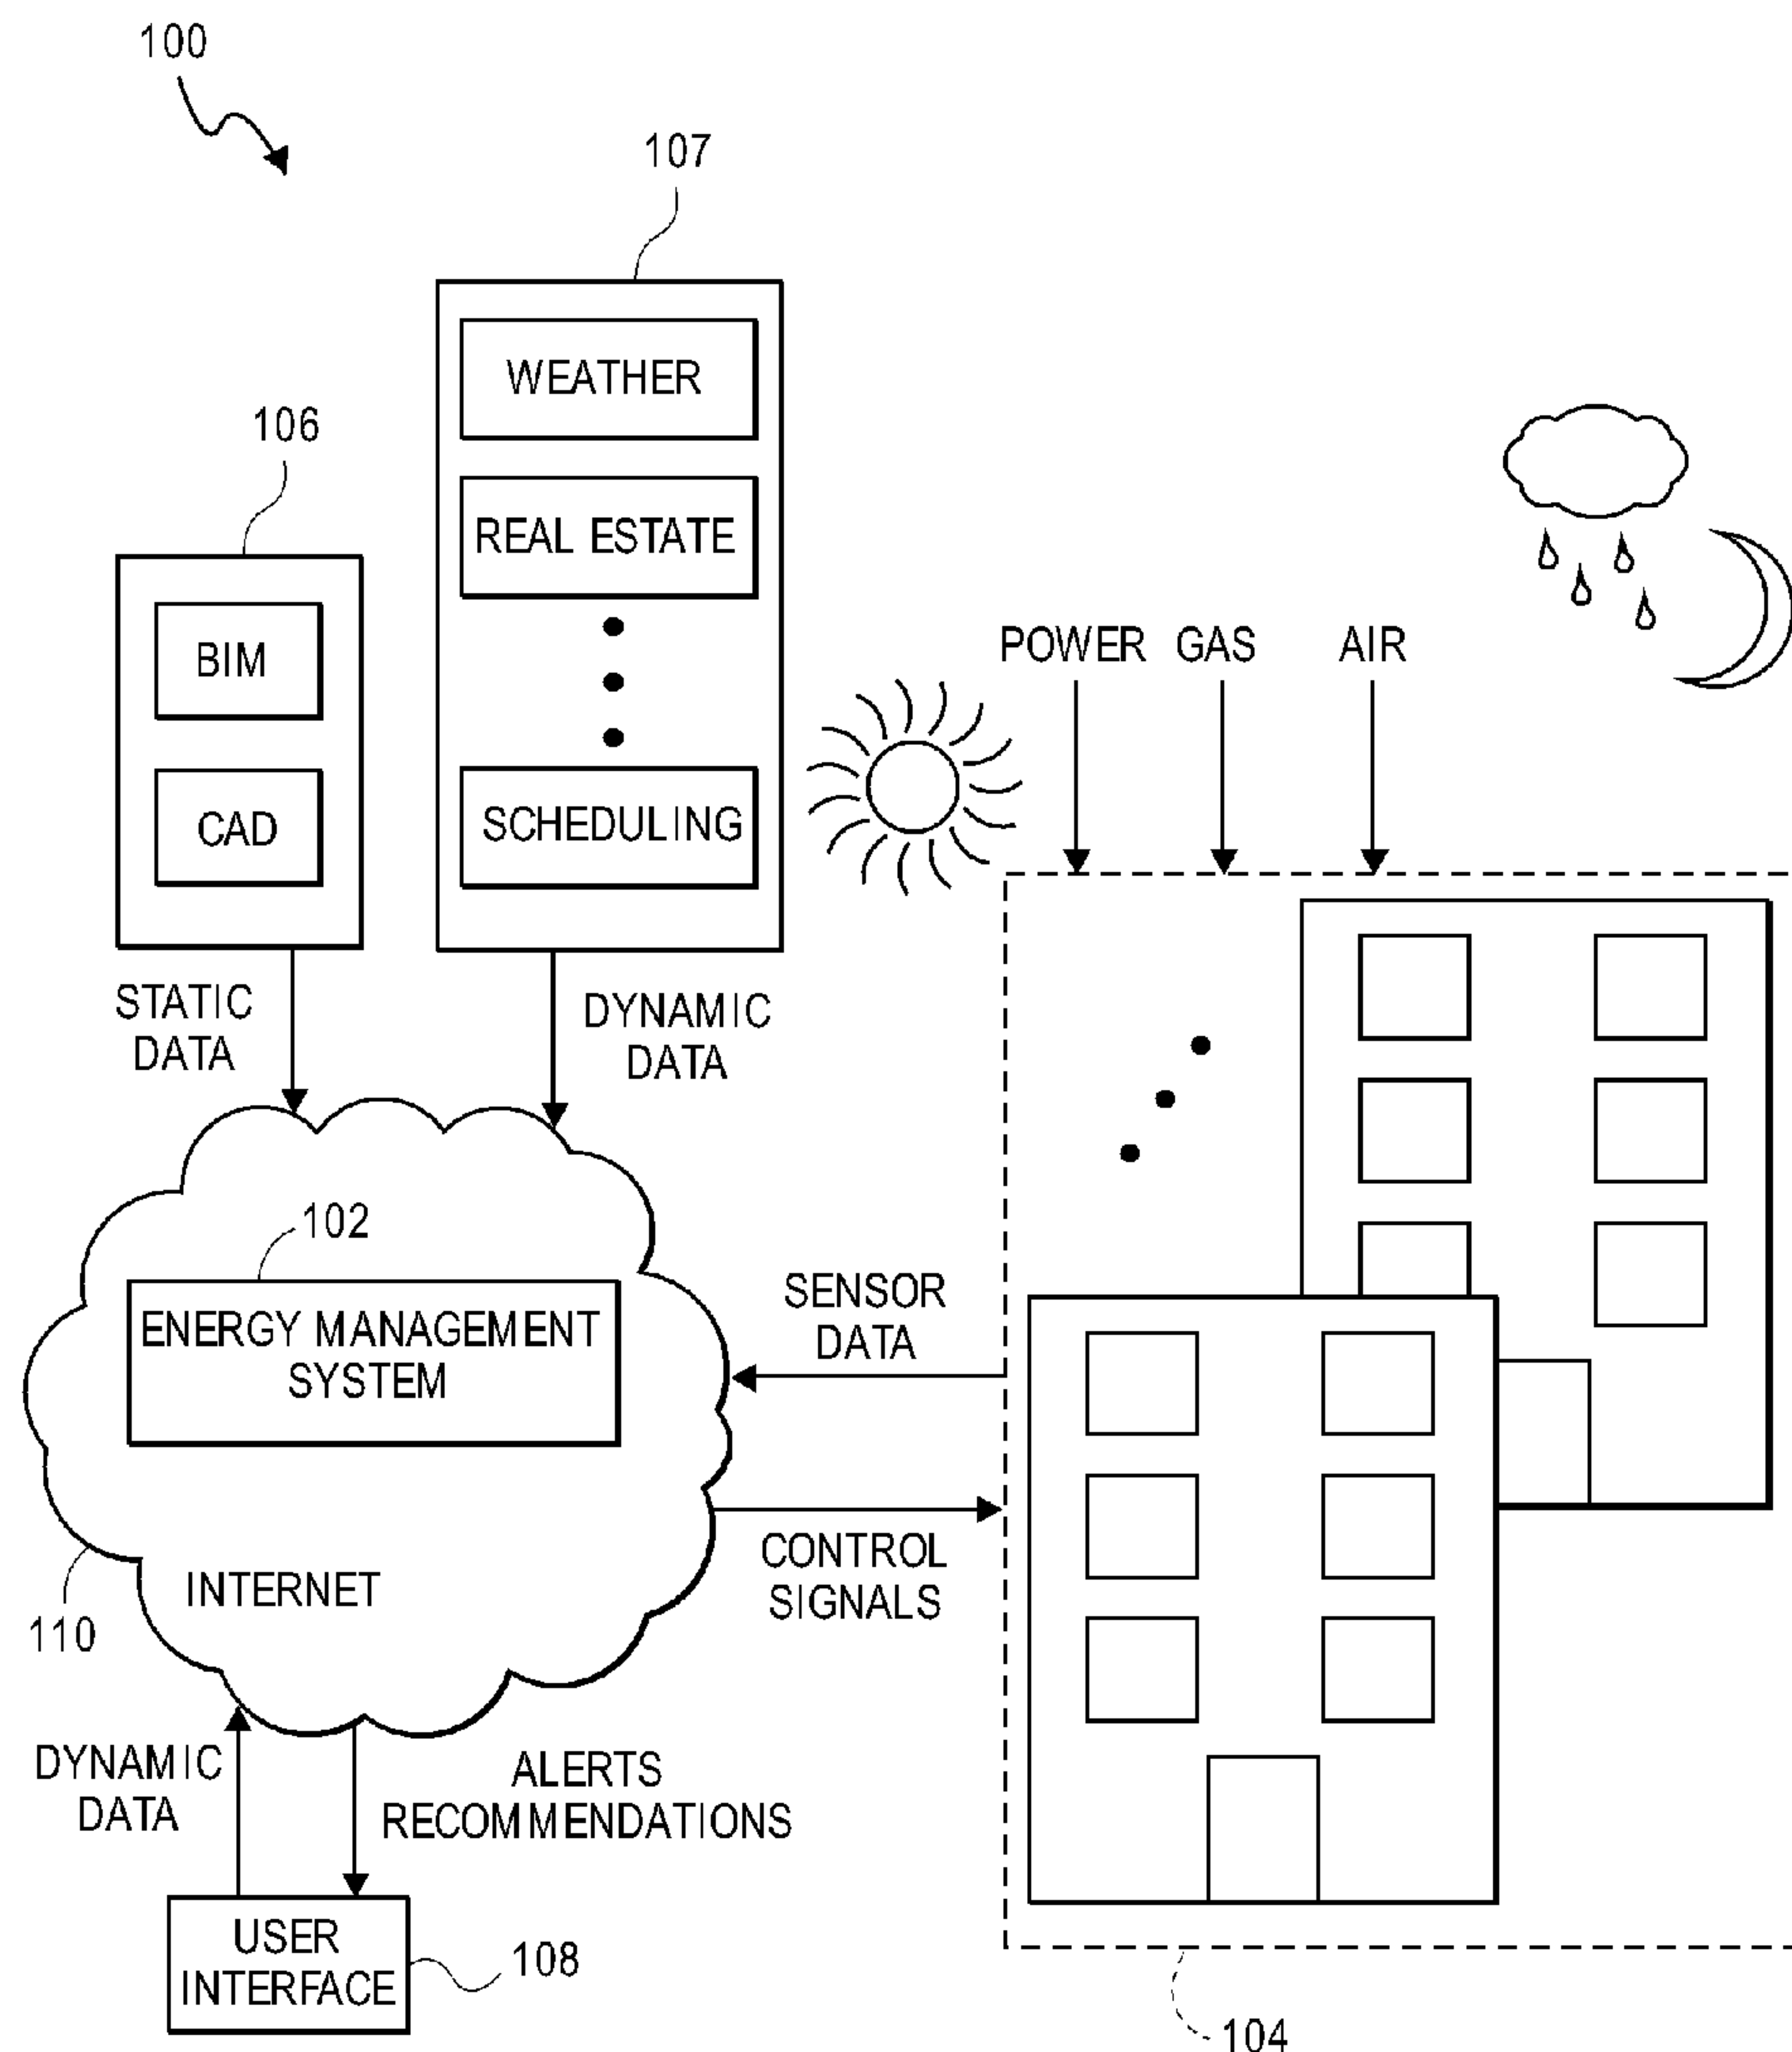 100
107
WEATHER
106
REAL ESTATE
BIM
POWER GAS AIR
CAD
SCHEDULING
STATIC
DATA
DYNAMIC
DATA
102
ENERGY MANAGEMENT
SYSTEM
SENSOR
DATA
CONTROL
SIGNALS
INTERNET
110
DYNAMIC
DATA
ALERTS
RECOMMENDATIONS
USER
INTERFACE
108
104